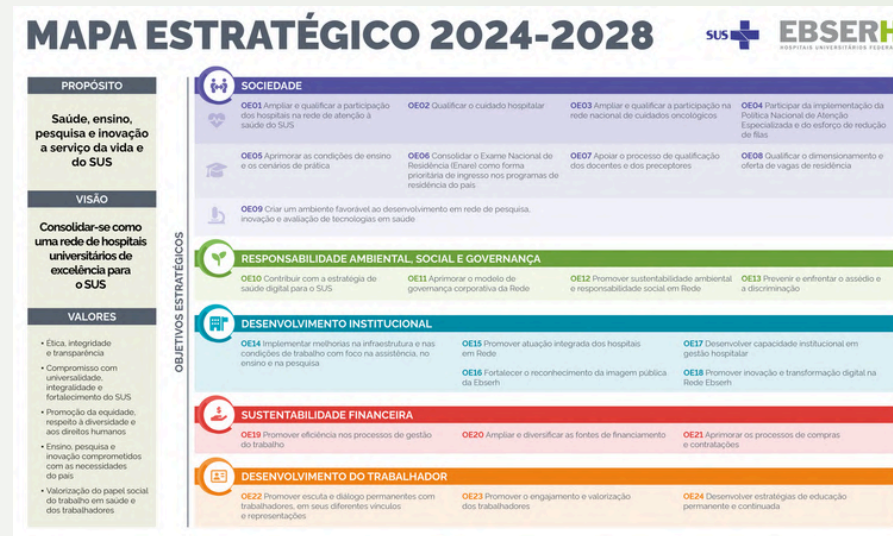 MAPA ESTRATÉGICO 2024-2028
SUS
EBSERH
HOSPITAIS UNIVERSITÁRIOS FEDERA
PROPÓSITO
Saúde, ensino,
pesquisa e inovação
a serviço da vida e
do SUS
VISÃO
Consolidar-se como
uma rede de hospitais
universitários de
excelência para
o SUS
VALORES
• Ética, integridade
e transparência
• Compromisso com
universalidade,
integralidade e
fortalecimento do SUS
• Promoção da equidade,
respeito à diversidade e
aos direitos humanos
• Ensino, pesquisa e
inovação comprometidos
com as necessidades
do país
• Valorização do papel social
do trabalho em saúde e
dos trabalhadores
OBJETIVOS ESTRATÉGICOS
SOCIEDADE
OE01 Ampliar e qualificar a participação
dos hospitais na rede de atenção à
saúde do SUS
OE02 Qualificar o cuidado hospitalar
OE03 Ampliar e qualificar a participação na
rede nacional de cuidados oncológicos
OE04 Participar da implementação da
Política Nacional de Atenção
Especializada e do esforço de redução
de filas
OE05 Aprimorar as condições de ensino
e os cenários de prática
OE06 Consolidar o Exame Nacional de
Residência (Enare) como forma
prioritária de ingresso nos programas de
residência do país
OE07 Apoiar o processo de qualificação
dos docentes e dos preceptores
OE08 Qualificar o dimensionamento e
oferta de vagas de residência
OE09 Criar um ambiente favorável ao desenvolvimento em rede de pesquisa,
inovação e avaliação de tecnologias em saúde
RESPONSABILIDADE AMBIENTAL, SOCIAL E GOVERNANÇA
OE10 Contribuir com a estratégia de
saúde digital para o SUS
OE11 Aprimorar o modelo de
governança corporativa da Rede
OE12 Promover sustentabilidade ambiental
e responsabilidade social em Rede
OE13 Prevenir e enfrentar o assédio e
a discriminação
DESENVOLVIMENTO INSTITUCIONAL
OE14 Implementar melhorias na infraestrutura e nas
condições de trabalho com foco na assistência, no
ensino e na pesquisa
OE15 Promover atuação integrada dos hospitais
em Rede
OE16 Fortalecer o reconhecimento da imagem pública
da Ebserh
OE17 Desenvolver capacidade institucional em
gestão hospitalar
OE18 Promover inovação e transformação digital na
Rede Ebserh
SUSTENTABILIDADE FINANCEIRA
OE19 Promover eficiência nos processos de gestão
do trabalho
OE20 Ampliar e diversificar as fontes de financiamento
OE21 Aprimorar os processos de compras
e contratações
DESENVOLVIMENTO DO TRABALHADOR
OE22 Promover escuta e diálogo permanentes com
trabalhadores, em seus diferentes vínculos
e representações
OE23 Promover o engajamento e valorização
dos trabalhadores
OE24 Desenvolver estratégias de educação
permanente e continuada